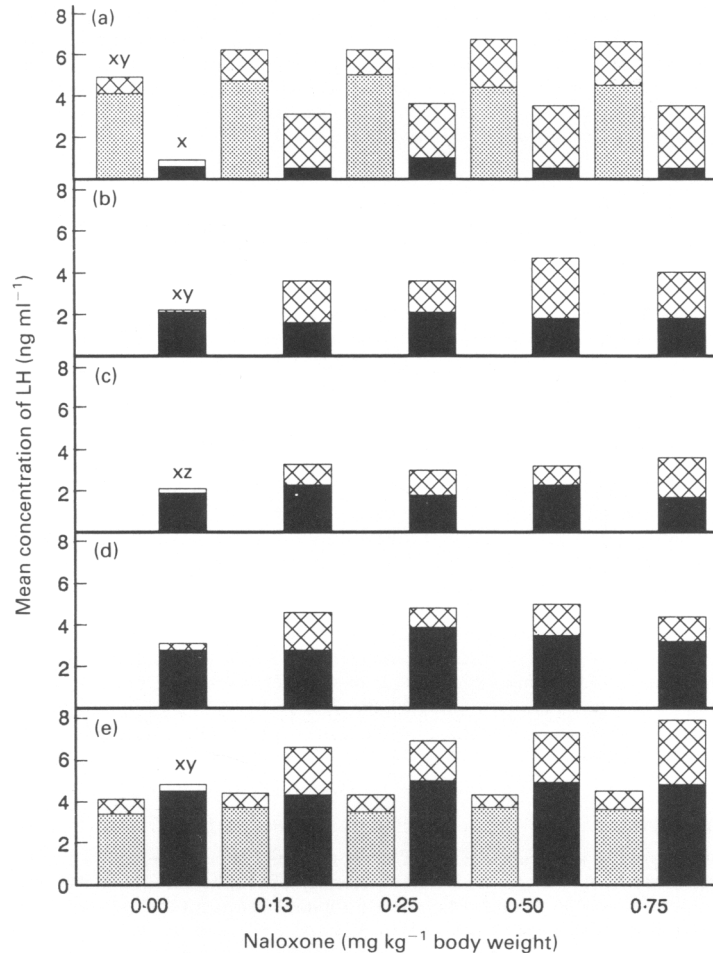 (a)
8
6
4
2
xy
x
(b)
8
6
4
2
xy
(c)
8
6
4
2
xz
(d)
8
6
4
2
(e)
8
6
4
2
0
xy
0·00 0·13 0·25 0·50 0·75
Naloxone (mg kg⁻¹ body weight)
Mean concentration of LH (ng ml⁻¹)